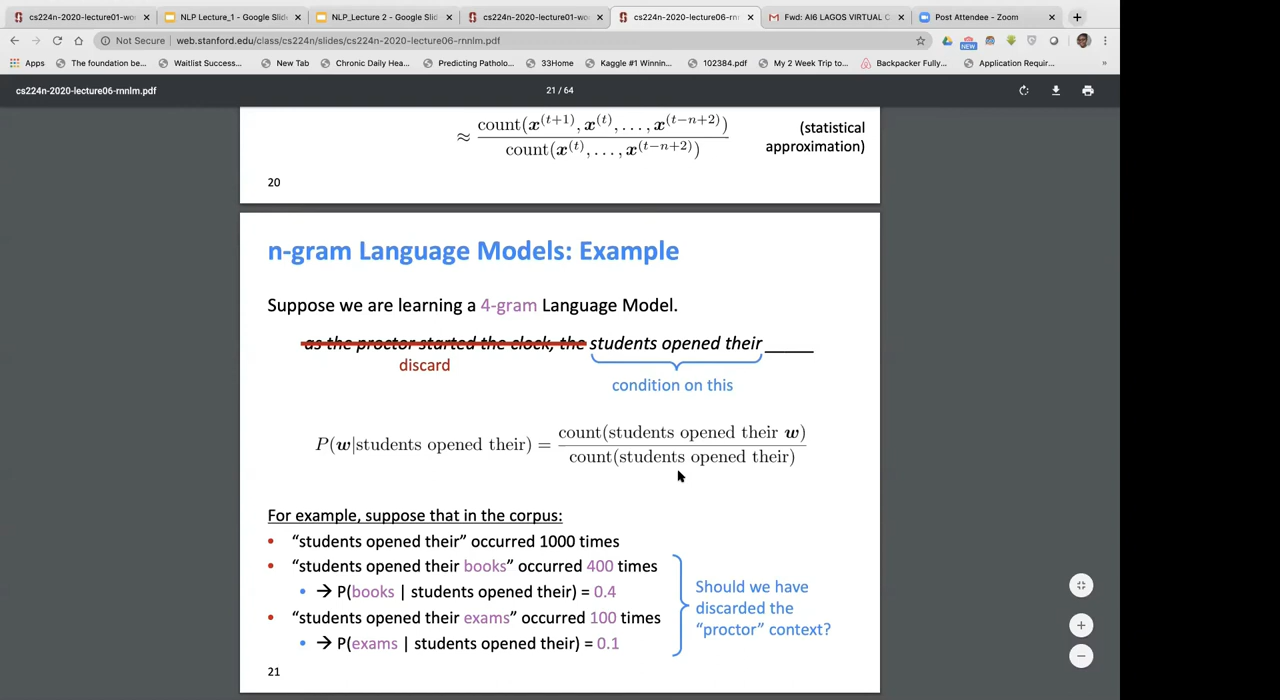 cs224n-2020-lecture01-wo
NLP Lecture_1 - Google Slid
NLP_Lecture 2 - Google Slid
cs224n-2020-lecture01-wo
cs224n-2020-lecture06-rn
Fwd: AI6 LAGOS VIRTUAL C
Post Attendee - Zoom
Not Secure | web.stanford.edu/class/cs224n/slides/cs224n-2020-lecture06-rnnlm.pdf
NEW
Apps The foundation be... Waitlist Success... New Tab Chronic Daily Hea... Predicting Patholo... 33Home Kaggle #1 Winnin... 102384.pdf My 2 Week Trip to... Backpacker Fully... Application Requir... »
cs224n-2020-lecture06-rnnlm.pdf 21 / 64
≈ count(x^(t+1), x^(t), . . . , x^(t−n+2)) / count(x^(t), . . . , x^(t−n+2))
(statistical
approximation)
20
n-gram Language Models: Example
Suppose we are learning a 4-gram Language Model.
as the proctor started the clock, the students opened their _____
discard
condition on this
P(w|students opened their) = count(students opened their w) / count(students opened their)
For example, suppose that in the corpus:
• “students opened their” occurred 1000 times
• “students opened their books” occurred 400 times
• → P(books | students opened their) = 0.4
• “students opened their exams” occurred 100 times
• → P(exams | students opened their) = 0.1
Should we have
discarded the
“proctor” context?
21